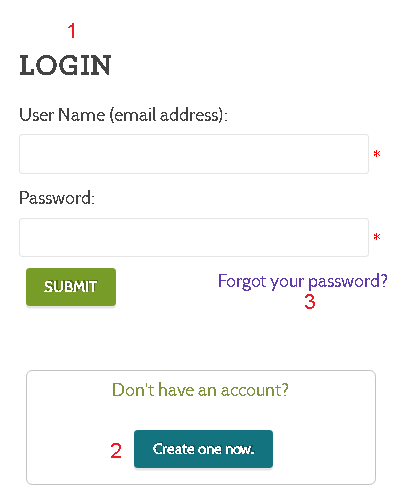 1
LOGIN
User Name (email address):
*
Password:
*
SUBMIT
Forgot your password?
3
Don't have an account?
2 Create one now.